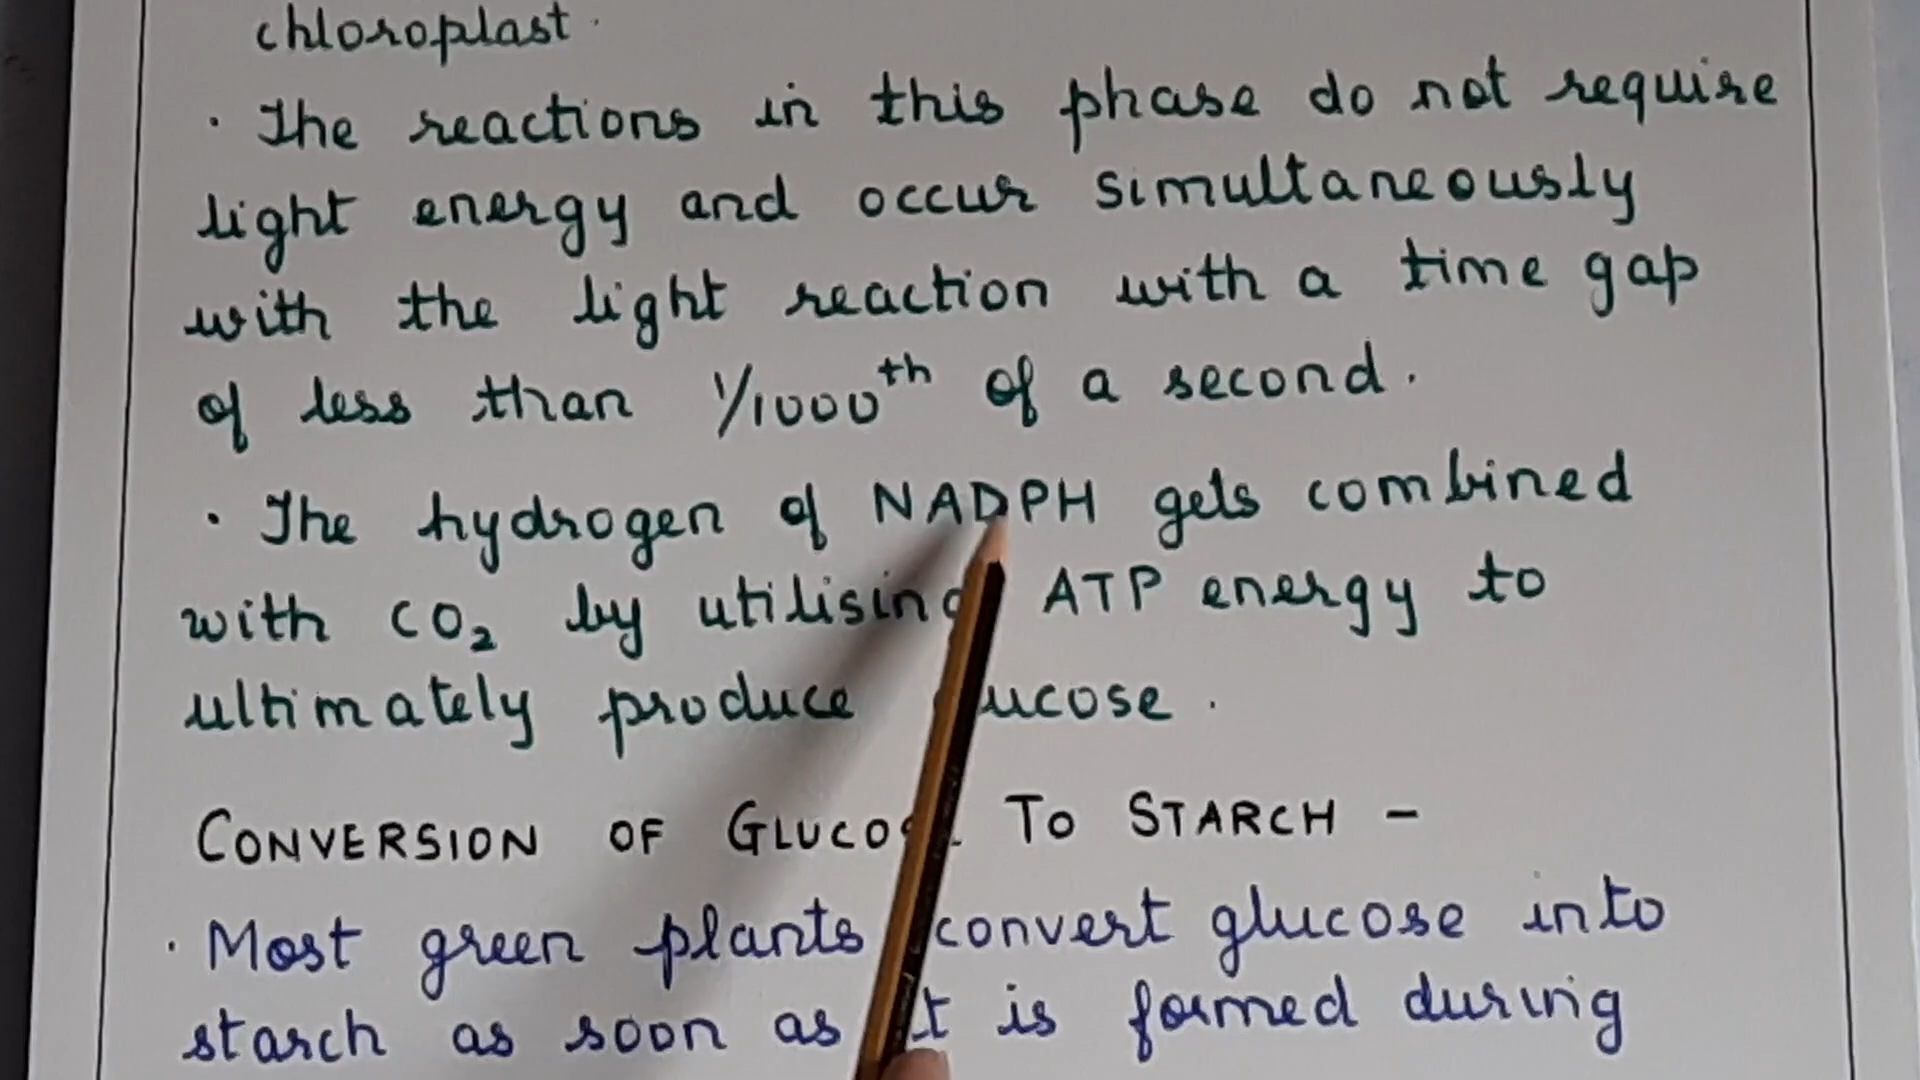 chloroplast.
· The reactions in this phase do not require
light energy and occur simultaneously
with the light reaction with a time gap
of less than 1/1000th of a second.
· The hydrogen of NADPH gets combined
with CO₂ by utilising ATP energy to
ultimately produce
CONVERSION OF TO STARCH -
· Most green plants convert glucose into
starch as soon as is formed during